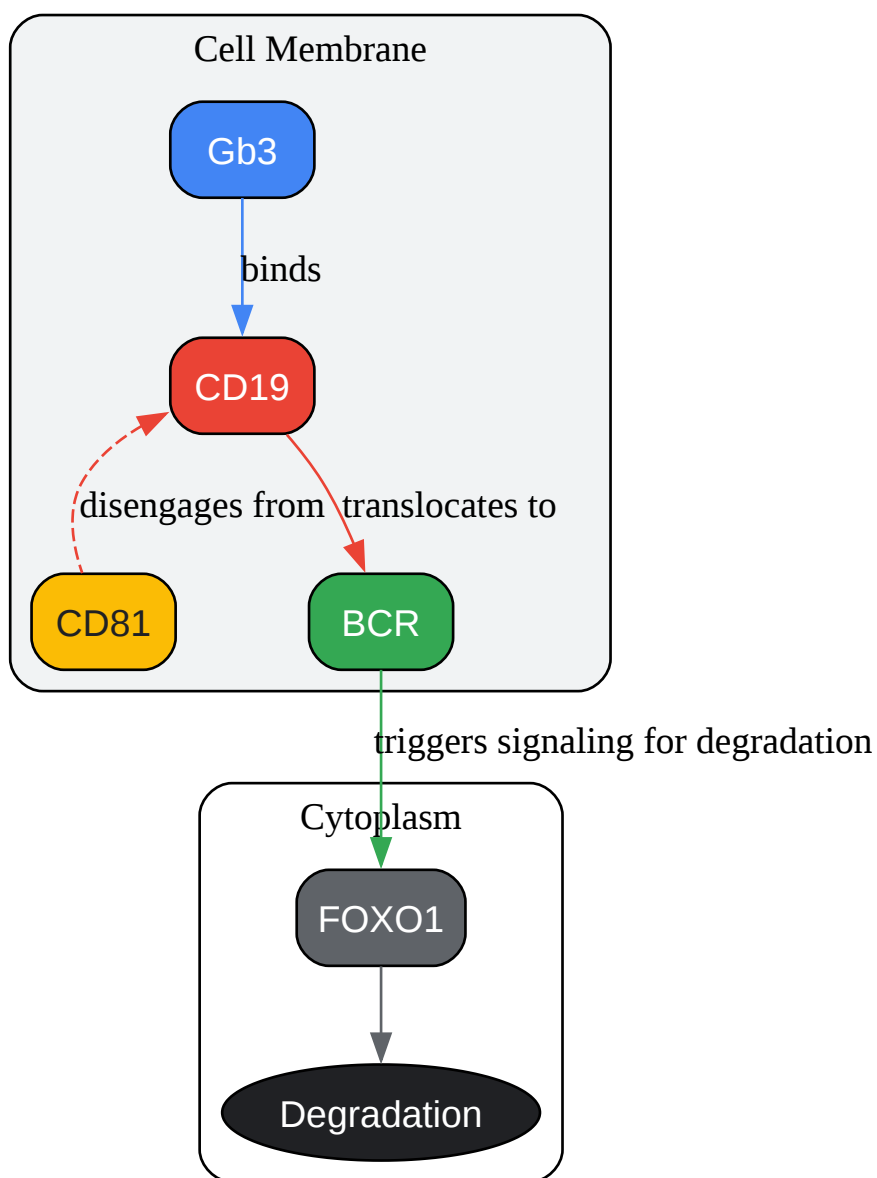 Cell Membrane
Gb3
binds
CD19
disengages from
translocates to
CD81
BCR
triggers signaling for degradation
Cytoplasm
FOXO1
Degradation